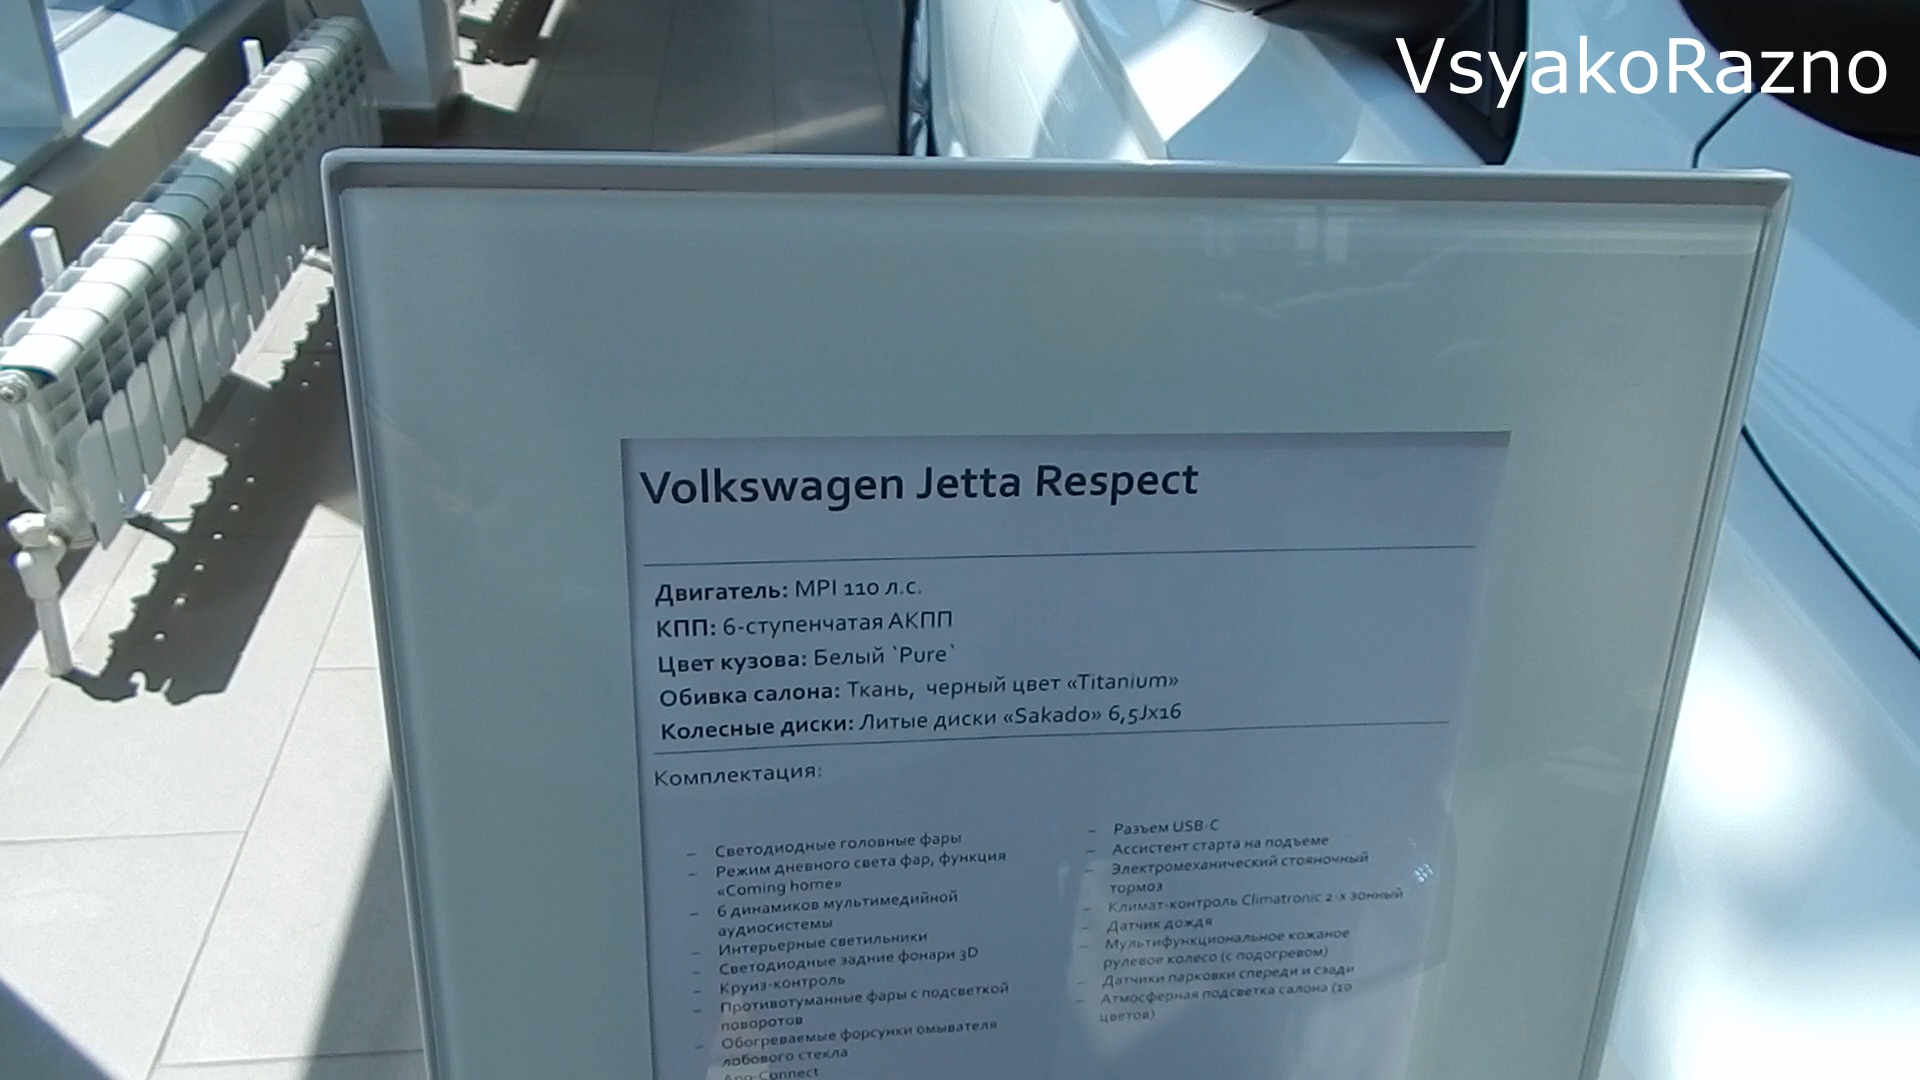 VsyakoRazno
Volkswagen Jetta Respect
Двигатель: MPI 110 л.с.
КПП: 6-ступенчатая АКПП
Цвет кузова: Белый `Pure`
Обивка салона: Ткань, черный цвет «Titanium»
Колесные диски: Литые диски «Sakado» 6,5Jx16
Комплектация:
– Светодиодные головные фары
– Режим дневного света фар, функция
«Coming home»
– 6 динамиков мультимедийной
аудиосистемы
– Интерьерные светильники
– Светодиодные задние фонари 3D
– Круиз-контроль
– Противотуманные фары с подсветкой
поворотов
– Обогреваемые форсунки омывателя
лобового стекла
App-Connect
– Разъем USB-C
– Ассистент старта на подъеме
– Электромеханический стояночный
тормоз
– Климат-контроль Climatronic 2-х зонный
– Датчик дождя
– Мультифункциональное кожаное
рулевое колесо (с подогревом)
– Датчики парковки спереди и сзади
– Атмосферная подсветка салона (10
цветов)